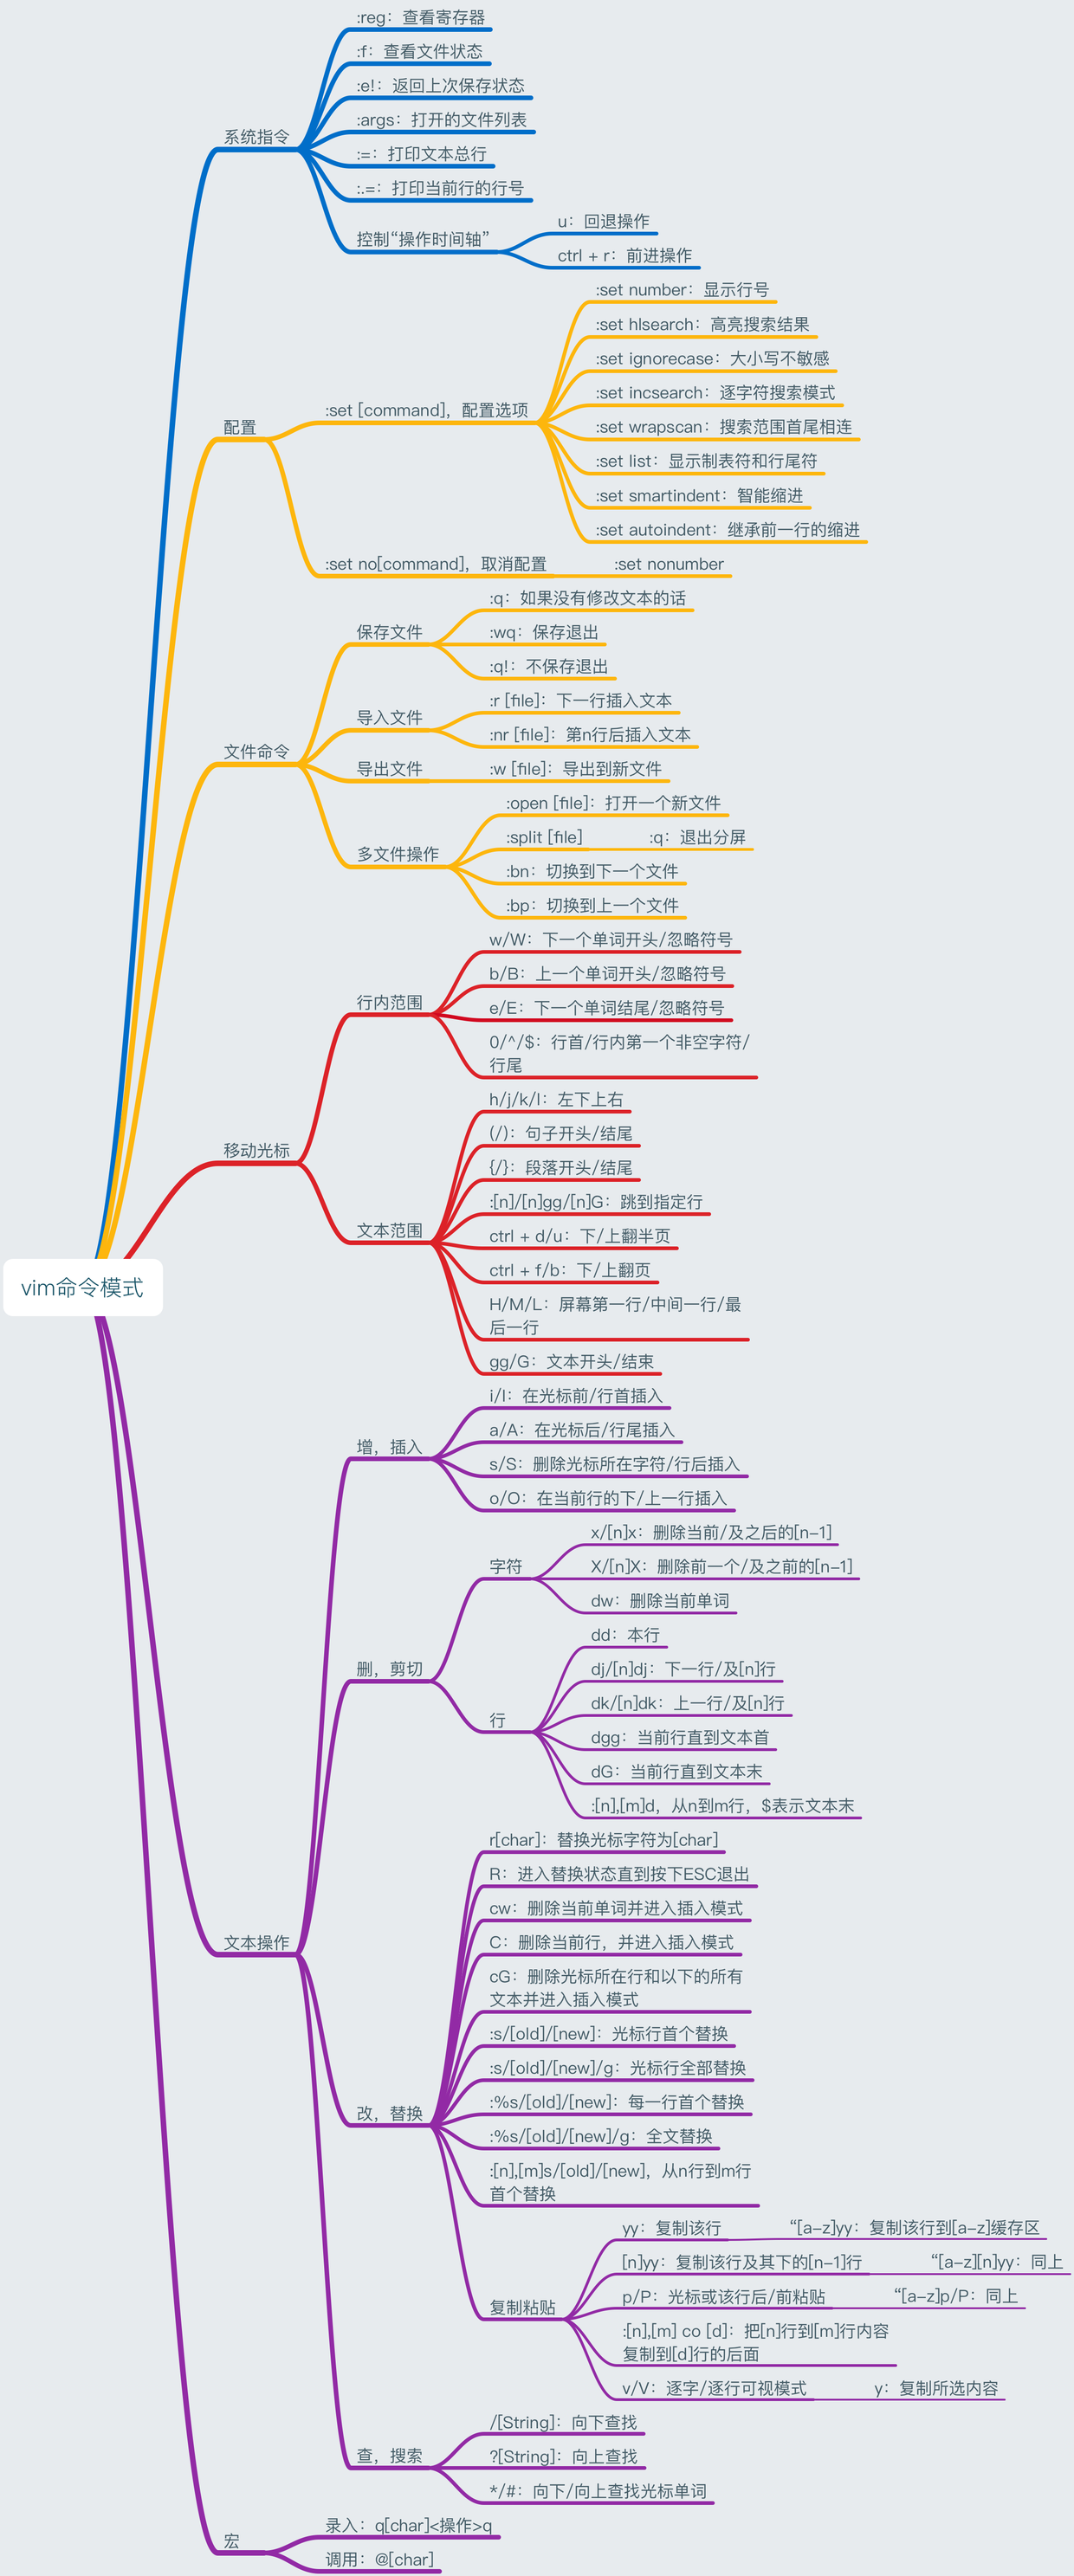 :reg：查看寄存器
:f：查看文件状态
:e!：返回上次保存状态
:args：打开的文件列表
系统指令
:=：打印文本总行
:.=：打印当前行的行号
控制“操作时间轴”
u：回退操作
ctrl + r：前进操作
:set number：显示行号
:set hlsearch：高亮搜索结果
:set ignorecase：大小写不敏感
:set incsearch：逐字符搜索模式
:set [command]，配置选项
配置
:set wrapscan：搜索范围首尾相连
:set list：显示制表符和行尾符
:set smartindent：智能缩进
:set autoindent：继承前一行的缩进
:set no[command]，取消配置
:set nonumber
:q：如果没有修改文本的话
保存文件
:wq：保存退出
:q!：不保存退出
:r [file]：下一行插入文本
导入文件
:nr [file]：第n行后插入文本
文件命令
导出文件
:w [file]：导出到新文件
:open [file]：打开一个新文件
:split [file]
:q：退出分屏
多文件操作
:bn：切换到下一个文件
:bp：切换到上一个文件
w/W：下一个单词开头/忽略符号
b/B：上一个单词开头/忽略符号
行内范围
e/E：下一个单词结尾/忽略符号
0/^/$：行首/行内第一个非空字符/
行尾
h/j/k/l：左下上右
(/)：句子开头/结尾
移动光标
{/}：段落开头/结尾
:[n]/[n]gg/[n]G：跳到指定行
文本范围
ctrl + d/u：下/上翻半页
ctrl + f/b：下/上翻页
vim命令模式
H/M/L：屏幕第一行/中间一行/最
后一行
gg/G：文本开头/结束
i/I：在光标前/行首插入
a/A：在光标后/行尾插入
增，插入
s/S：删除光标所在字符/行后插入
o/O：在当前行的下/上一行插入
x/[n]x：删除当前/及之后的[n-1]
字符
X/[n]X：删除前一个/及之前的[n-1]
dw：删除当前单词
dd：本行
删，剪切
dj/[n]dj：下一行/及[n]行
dk/[n]dk：上一行/及[n]行
行
dgg：当前行直到文本首
dG：当前行直到文本末
:[n],[m]d，从n到m行，$表示文本末
r[char]：替换光标字符为[char]
R：进入替换状态直到按下ESC退出
cw：删除当前单词并进入插入模式
文本操作
C：删除当前行，并进入插入模式
cG：删除光标所在行和以下的所有
文本并进入插入模式
:s/[old]/[new]：光标行首个替换
:s/[old]/[new]/g：光标行全部替换
:%s/[old]/[new]：每一行首个替换
改，替换
:%s/[old]/[new]/g：全文替换
:[n],[m]s/[old]/[new]，从n行到m行
首个替换
yy：复制该行
“[a-z]yy：复制该行到[a-z]缓存区
[n]yy：复制该行及其下的[n-1]行
“[a-z][n]yy：同上
p/P：光标或该行后/前粘贴
“[a-z]p/P：同上
复制粘贴
:[n],[m] co [d]：把[n]行到[m]行内容
复制到[d]行的后面
v/V：逐字/逐行可视模式
y：复制所选内容
/[String]：向下查找
查，搜索
?[String]：向上查找
*/#：向下/向上查找光标单词
录入：q[char]<操作>q
宏
调用：@[char]